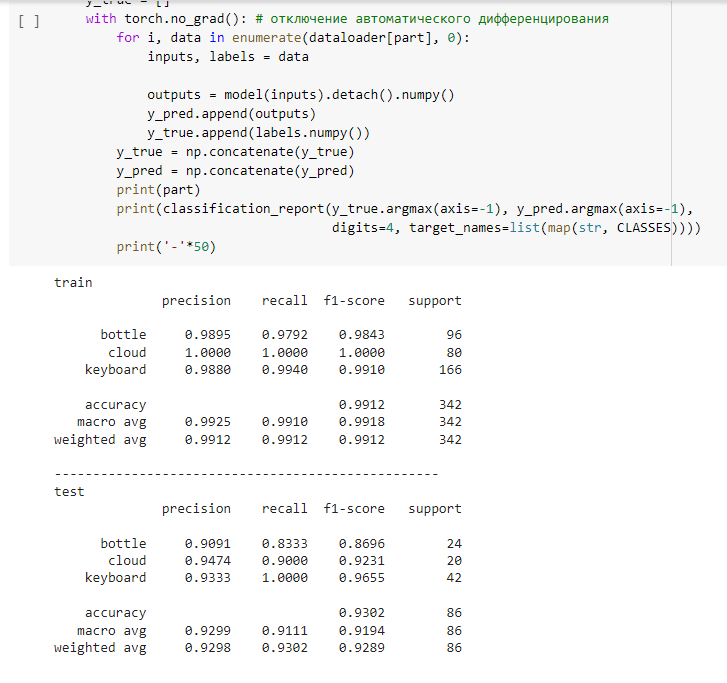 y_true = []
[ ] with torch.no_grad(): # отключение автоматического дифференцирования
for i, data in enumerate(dataloader[part], 0):
inputs, labels = data
outputs = model(inputs).detach().numpy()
y_pred.append(outputs)
y_true.append(labels.numpy())
y_true = np.concatenate(y_true)
y_pred = np.concatenate(y_pred)
print(part)
print(classification_report(y_true.argmax(axis=-1), y_pred.argmax(axis=-1),
digits=4, target_names=list(map(str, CLASSES))))
print('-'*50)
train
precision recall f1-score support
bottle 0.9895 0.9792 0.9843 96
cloud 1.0000 1.0000 1.0000 80
keyboard 0.9880 0.9940 0.9910 166
accuracy 0.9912 342
macro avg 0.9925 0.9910 0.9918 342
weighted avg 0.9912 0.9912 0.9912 342
--------------------------------------------------
test
precision recall f1-score support
bottle 0.9091 0.8333 0.8696 24
cloud 0.9474 0.9000 0.9231 20
keyboard 0.9333 1.0000 0.9655 42
accuracy 0.9302 86
macro avg 0.9299 0.9111 0.9194 86
weighted avg 0.9298 0.9302 0.9289 86